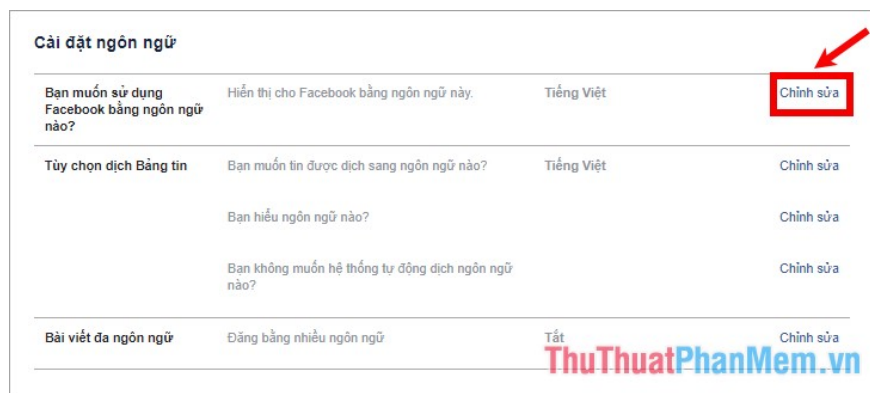 Cài đặt ngôn ngữ
Bạn muốn sử dụng Hiển thị cho Facebook bằng ngôn ngữ này. Tiếng Việt Chỉnh sửa
Facebook bằng ngôn ngữ
nào?
Tùy chọn dịch Bảng tin Bạn muốn tin được dịch sang ngôn ngữ nào? Tiếng Việt Chỉnh sửa
Bạn hiểu ngôn ngữ nào? Chỉnh sửa
Bạn không muốn hệ thống tự động dịch ngôn ngữ Chỉnh sửa
nào?
Bài viết đa ngôn ngữ Đăng bằng nhiều ngôn ngữ Tắt Chỉnh sửa
ThuThuatPhanMem.vn